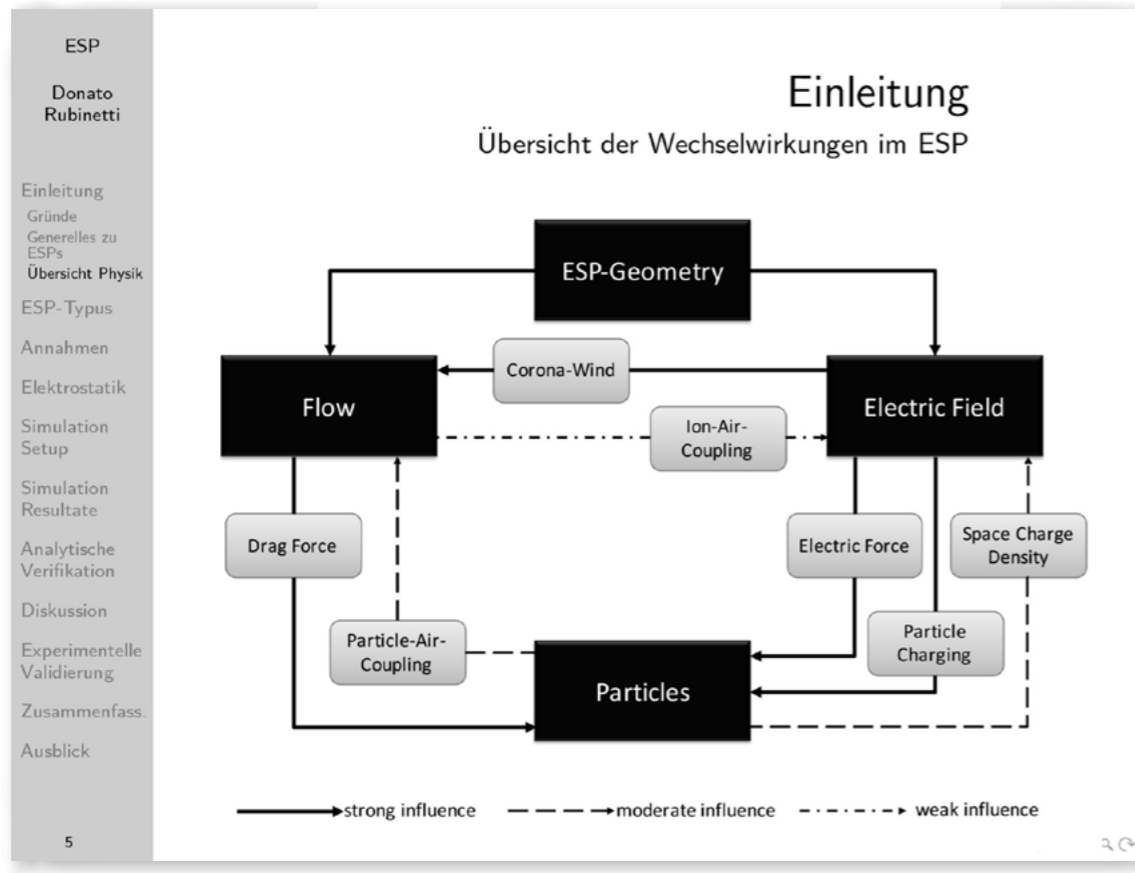 ESP
Donato
Rubinetti
Einleitung
Gründe
Generelles zu
ESPs
Übersicht Physik
ESP-Typus
Annahmen
Elektrostatik
Simulation
Setup
Simulation
Resultate
Analytische
Verifikation
Diskussion
Experimentelle
Validierung
Zusammenfass.
Ausblick
5
Einleitung
Übersicht der Wechselwirkungen im ESP
ESP-Geometry
Corona-Wind
Flow
Electric Field
Ion-Air-
Coupling
Drag Force
Electric Force
Space Charge
Density
Particle-Air-
Coupling
Particle
Charging
Particles
strong influence
moderate influence
weak influence